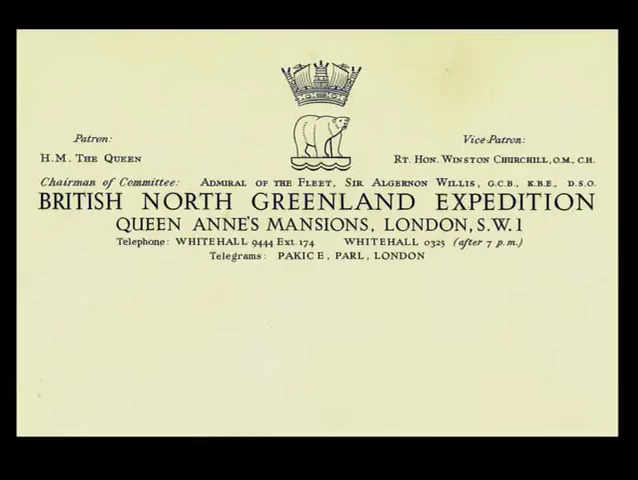 Patron:
Vice-Patron:
H.M. THE QUEEN
RT. HON. WINSTON CHURCHILL, O.M., C.H.
Chairman of Committee: ADMIRAL OF THE FLEET, SIR ALGERNON WILLIS, G.C.B., K.B.E., D.S.O.
BRITISH NORTH GREENLAND EXPEDITION
QUEEN ANNE'S MANSIONS, LONDON, S.W.1
Telephone: WHITEHALL 9444 Ext. 174 WHITEHALL 0325 (after 7 p.m.)
Telegrams: PAKICE, PARL, LONDON